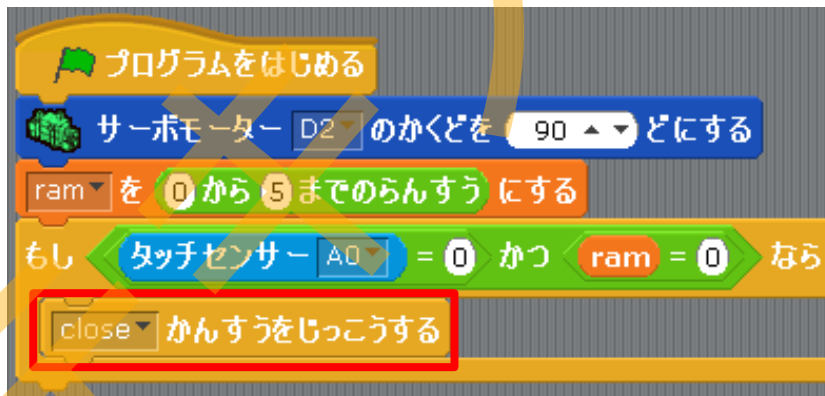 プログラムをはじめる
サーボモーター D2 のかくどを 90 どにする
ram を 0 から 5 までのらんすう にする
もし タッチセンサー A0 = 0 かつ ram = 0 なら
close かんすうをじっこうする